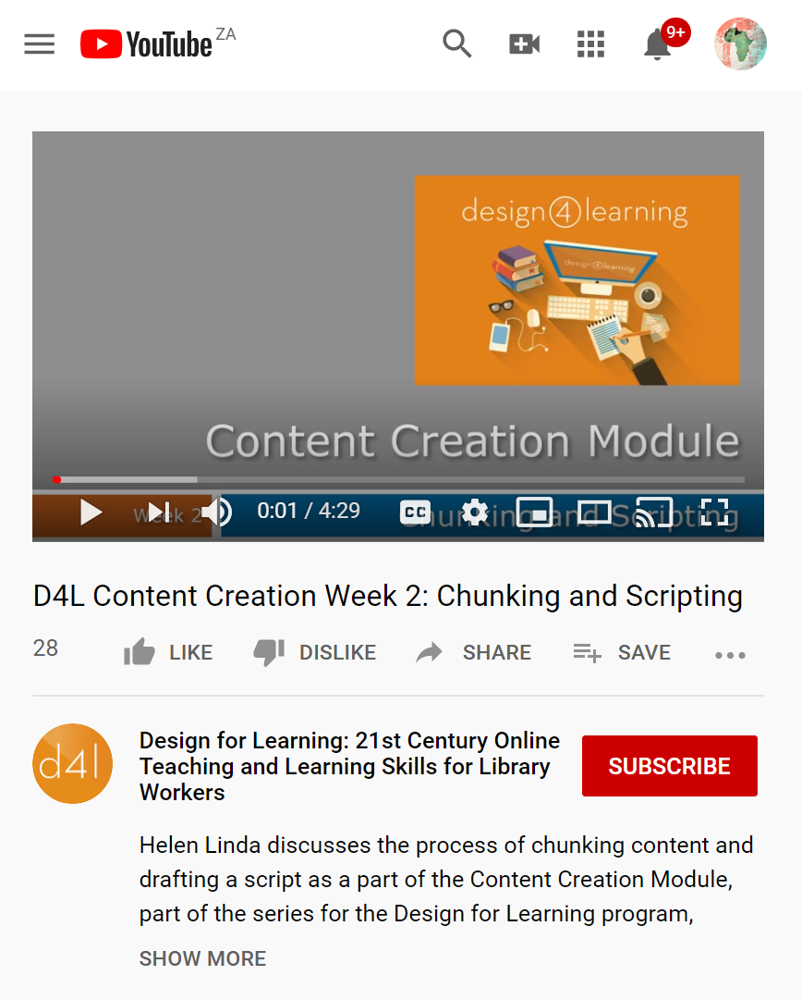 YouTube ZA
9+
design4learning
design4learning
Content Creation Module
Week 2
Chunking and Scripting
0:01 / 4:29
CC
D4L Content Creation Week 2: Chunking and Scripting
28 LIKE DISLIKE SHARE SAVE
d4l
Design for Learning: 21st Century Online
Teaching and Learning Skills for Library
Workers
SUBSCRIBE
Helen Linda discusses the process of chunking content and
drafting a script as a part of the Content Creation Module,
part of the series for the Design for Learning program,
SHOW MORE